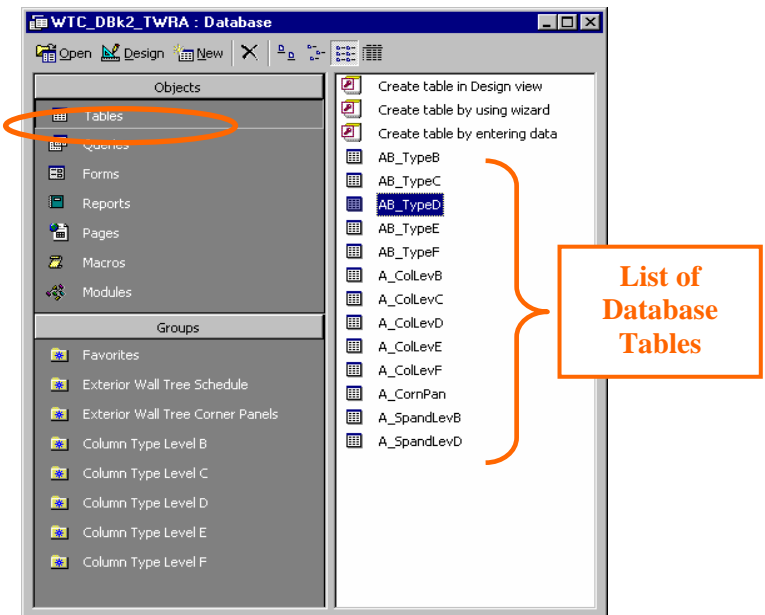 WTC_DBk2_TWRA : Database
Open Design New
Objects
Tables
Queries
Forms
Reports
Pages
Macros
Modules
Groups
Favorites
Exterior Wall Tree Schedule
Exterior Wall Tree Corner Panels
Column Type Level B
Column Type Level C
Column Type Level D
Column Type Level E
Column Type Level F
Create table in Design view
Create table by using wizard
Create table by entering data
AB_TypeB
AB_TypeC
AB_TypeD
AB_TypeE
AB_TypeF
A_ColLevB
A_ColLevC
A_ColLevD
A_ColLevE
A_ColLevF
A_CornPan
A_SpandLevB
A_SpandLevD
List of
Database
Tables